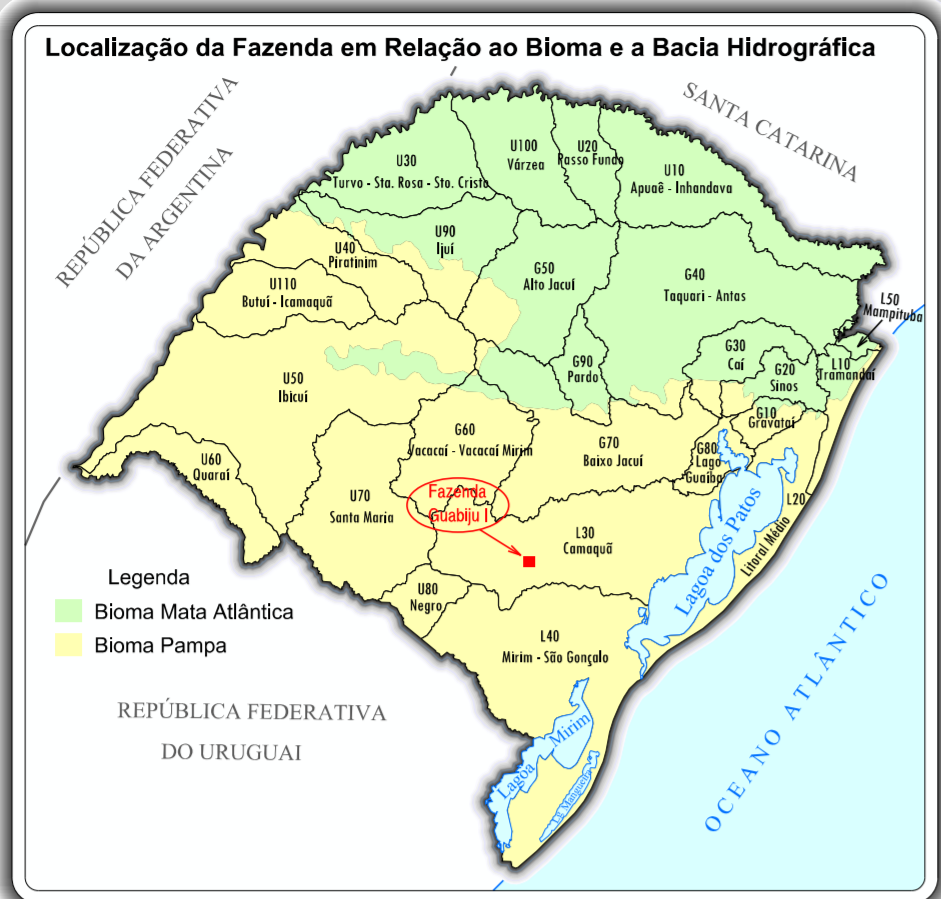 Localização da Fazenda em Relação ao Bioma e a Bacia Hidrográfica
REPÚBLICA FEDERATIVA
DA ARGENTINA
SANTA CATARINA
U30
Turvo - Sta. Rosa - Sto. Cristo
U100
Várzea
U20
Passo Fundo
U10
Apuaê - Inhandava
U90
Ijuí
U40
Piratinim
G50
Alto Jacuí
G40
Taquari - Antas
U110
Butuí - Icamaquã
L50
Mampituba
G30
Caí
G90
Pardo
G20
Sinos
L10
Tramandaí
U50
Ibicuí
G10
Gravataí
G60
Vacacaí - Vacacaí Mirim
G70
Baixo Jacuí
G80
Lago
Guaíba
U60
Quaraí
U70
Santa Maria
Fazenda
Guabiju I
L20
Litoral Médio
L30
Camaquã
Lagoa dos Patos
Legenda
Bioma Mata Atlântica
Bioma Pampa
U80
Negro
L40
Mirim - São Gonçalo
REPÚBLICA FEDERATIVA
DO URUGUAI
Lagoa Mirim
Lg Mangueira
OCEANO ATLÂNTICO